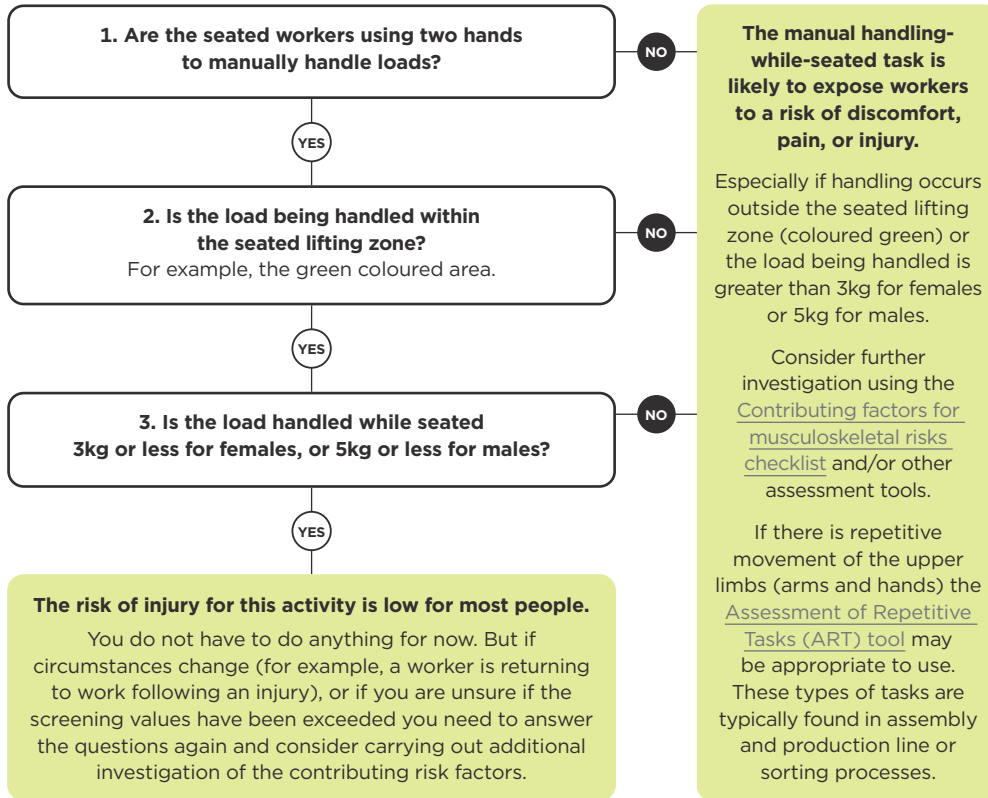 1. Are the seated workers using two hands
to manually handle loads?
NO
YES
2. Is the load being handled within
the seated lifting zone?
For example, the green coloured area.
NO
YES
3. Is the load handled while seated
3kg or less for females, or 5kg or less for males?
NO
YES
The risk of injury for this activity is low for most people.
You do not have to do anything for now. But if
circumstances change (for example, a worker is returning
to work following an injury), or if you are unsure if the
screening values have been exceeded you need to answer
the questions again and consider carrying out additional
investigation of the contributing risk factors.
The manual handling-
while-seated task is
likely to expose workers
to a risk of discomfort,
pain, or injury.
Especially if handling occurs
outside the seated lifting
zone (coloured green) or
the load being handled is
greater than 3kg for females
or 5kg for males.
Consider further
investigation using the
Contributing factors for
musculoskeletal risks
checklist and/or other
assessment tools.
If there is repetitive
movement of the upper
limbs (arms and hands) the
Assessment of Repetitive
Tasks (ART) tool may
be appropriate to use.
These types of tasks are
typically found in assembly
and production line or
sorting processes.